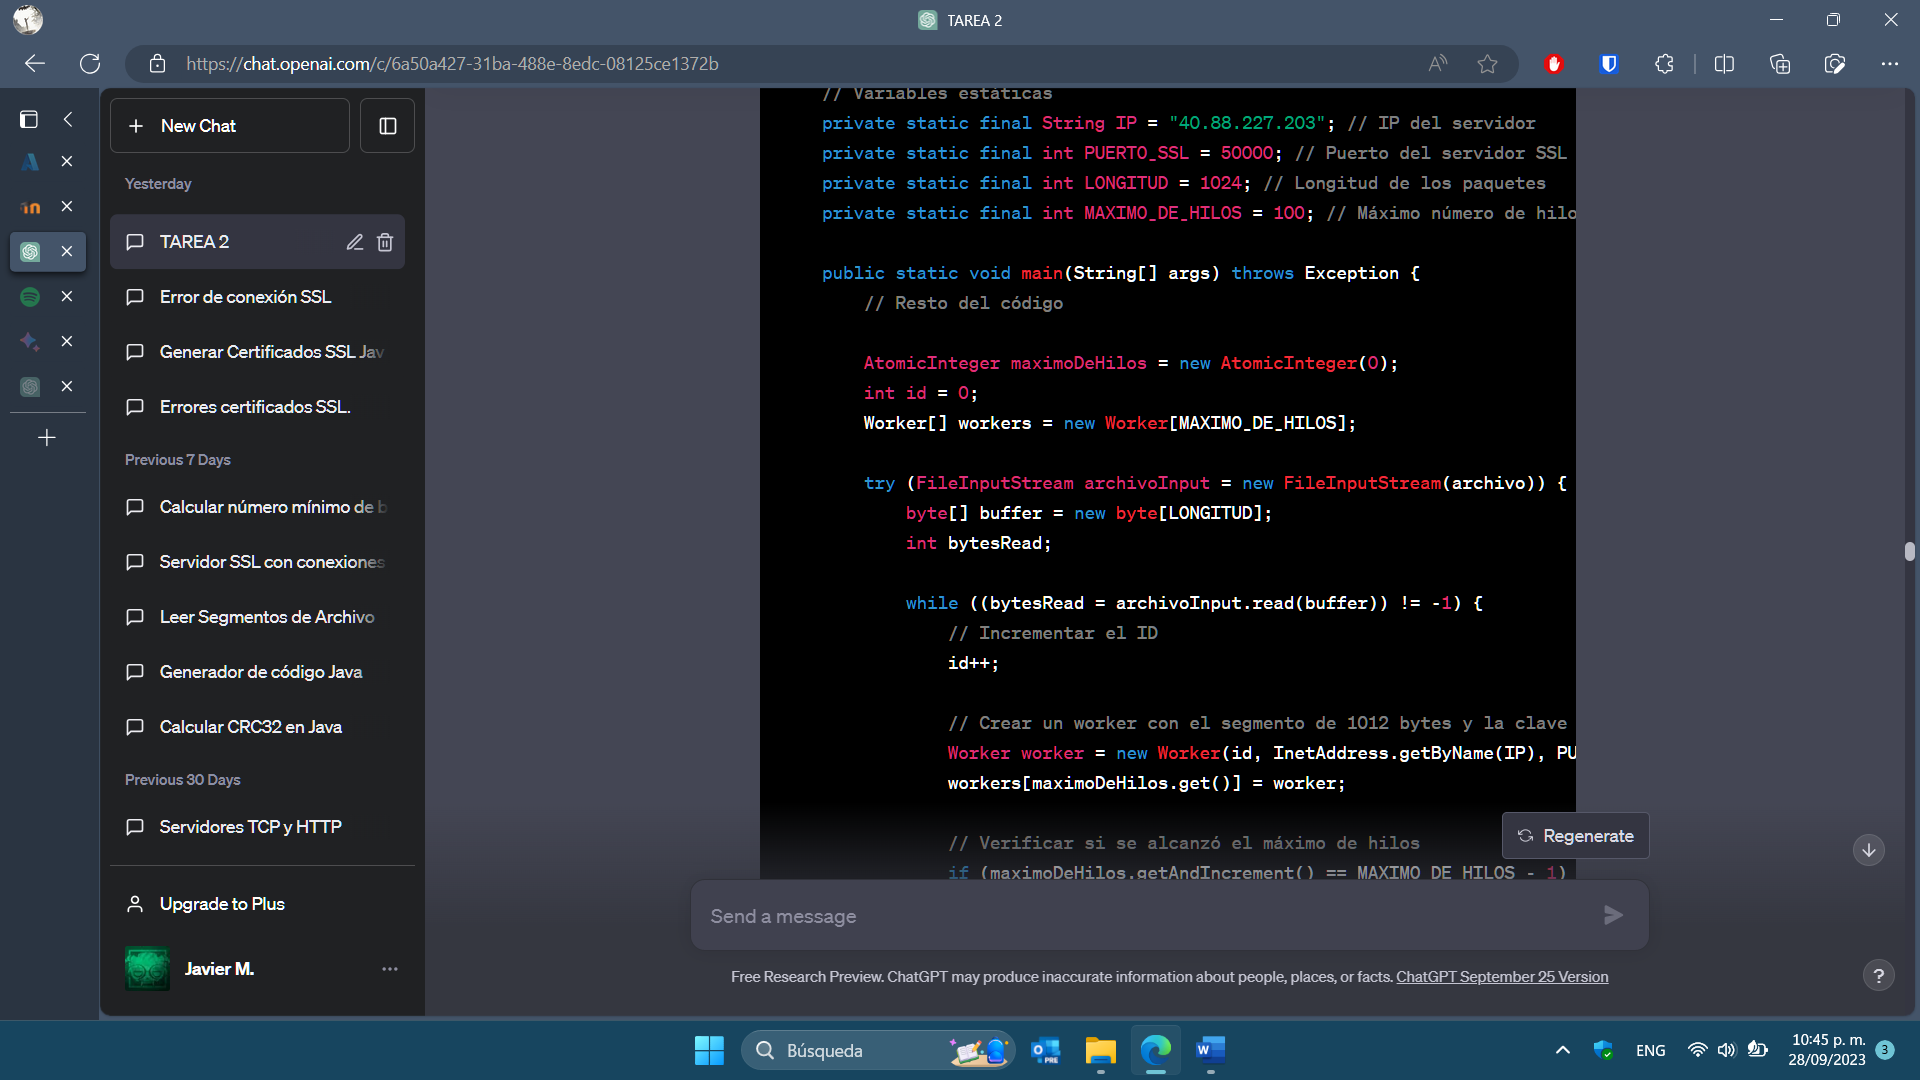 TAREA 2
https://chat.openai.com/c/6a50a427-31ba-488e-8edc-08125ce1372b
New Chat
Yesterday
TAREA 2
Error de conexión SSL
Generar Certificados SSL Jav
Errores certificados SSL.
Previous 7 Days
Calcular número mínimo de b
Servidor SSL con conexiones
Leer Segmentos de Archivo
Generador de código Java
Calcular CRC32 en Java
Previous 30 Days
Servidores TCP y HTTP
Upgrade to Plus
Javier M.
// Variables estáticas
private static final String IP = "40.88.227.203"; // IP del servidor
private static final int PUERTO_SSL = 50000; // Puerto del servidor SSL
private static final int LONGITUD = 1024; // Longitud de los paquetes
private static final int MAXIMO_DE_HILOS = 100; // Máximo número de hilo
public static void main(String[] args) throws Exception {
// Resto del código
AtomicInteger maximoDeHilos = new AtomicInteger(0);
int id = 0;
Worker[] workers = new Worker[MAXIMO_DE_HILOS];
try (FileInputStream archivoInput = new FileInputStream(archivo)) {
byte[] buffer = new byte[LONGITUD];
int bytesRead;
while ((bytesRead = archivoInput.read(buffer)) != -1) {
// Incrementar el ID
id++;
// Crear un worker con el segmento de 1012 bytes y la clave
Worker worker = new Worker(id, InetAddress.getByName(IP), PU
workers[maximoDeHilos.get()] = worker;
// Verificar si se alcanzó el máximo de hilos
if (maximoDeHilos.getAndIncrement() == MAXIMO_DE_HILOS - 1)
Regenerate
Send a message
Free Research Preview. ChatGPT may produce inaccurate information about people, places, or facts. ChatGPT September 25 Version
?
Búsqueda
PRE
ENG
10:45 p. m.
28/09/2023
3